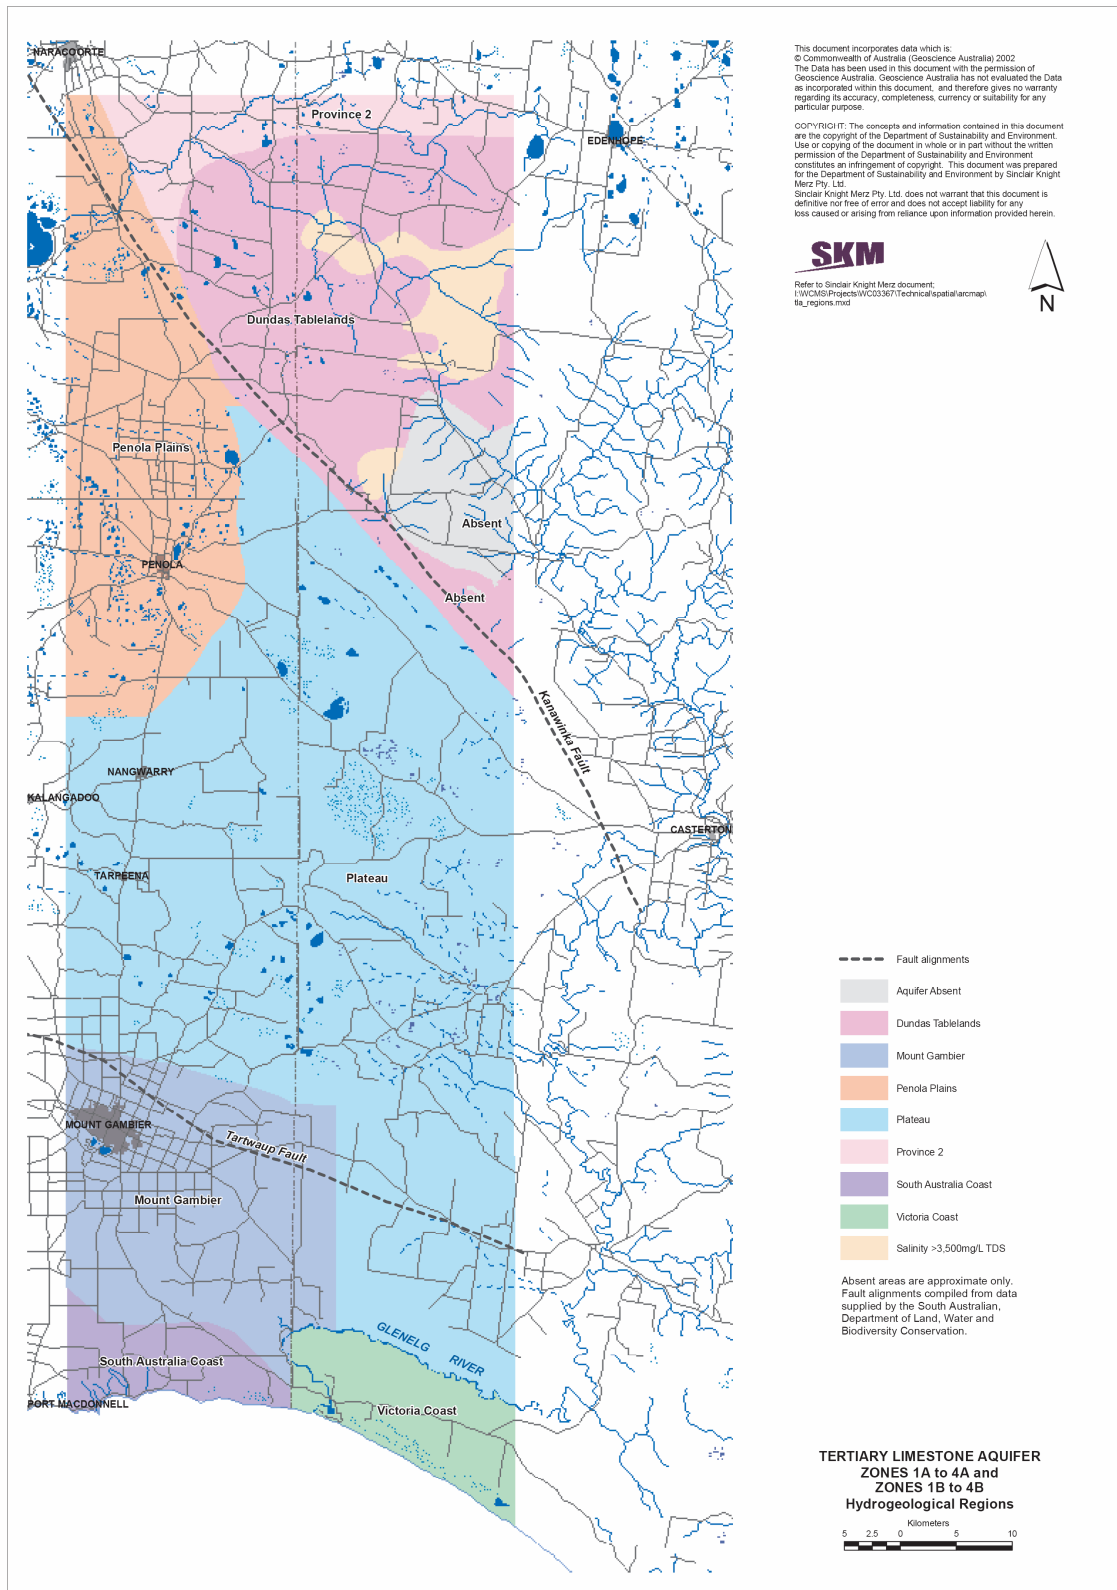 NARACOORTE
Province 2
EDENHOPE
Dundas Tablelands
Penola Plains
Absent
PENOLA
Absent
Kanawinka Fault
NANGWARRY
KALANGADOO
CASTERTON
TARPEENA
Plateau
MOUNT GAMBIER
Tartwaup Fault
Mount Gambier
GLENELG RIVER
South Australia Coast
PORT MACDONNELL
Victoria Coast
This document incorporates data which is:
© Commonwealth of Australia (Geoscience Australia) 2002
The Data has been used in this document with the permission of
Geoscience Australia. Geoscience Australia has not evaluated the Data
as incorporated within this document, and therefore gives no warranty
regarding its accuracy, completeness, currency or suitability for any
particular purpose.
COPYRIGHT: The concepts and information contained in this document
are the copyright of the Department of Sustainability and Environment.
Use or copying of the document in whole or in part without the written
permission of the Department of Sustainability and Environment
constitutes an infringement of copyright. This document was prepared
for the Department of Sustainability and Environment by Sinclair Knight
Merz Pty. Ltd.
Sinclair Knight Merz Pty. Ltd. does not warrant that this document is
definitive nor free of error and does not accept liability for any
loss caused or arising from reliance upon information provided herein.
SKM
Refer to Sinclair Knight Merz document;
I:\WCMS\Projects\WC03367\Technical\spatial\arcmap\
tla_regions.mxd
N
Fault alignments
Aquifer Absent
Dundas Tablelands
Mount Gambier
Penola Plains
Plateau
Province 2
South Australia Coast
Victoria Coast
Salinity >3,500mg/L TDS
Absent areas are approximate only.
Fault alignments compiled from data
supplied by the South Australian,
Department of Land, Water and
Biodiversity Conservation.
TERTIARY LIMESTONE AQUIFER
ZONES 1A to 4A and
ZONES 1B to 4B
Hydrogeological Regions
Kilometers
5 2.5 0 5 10